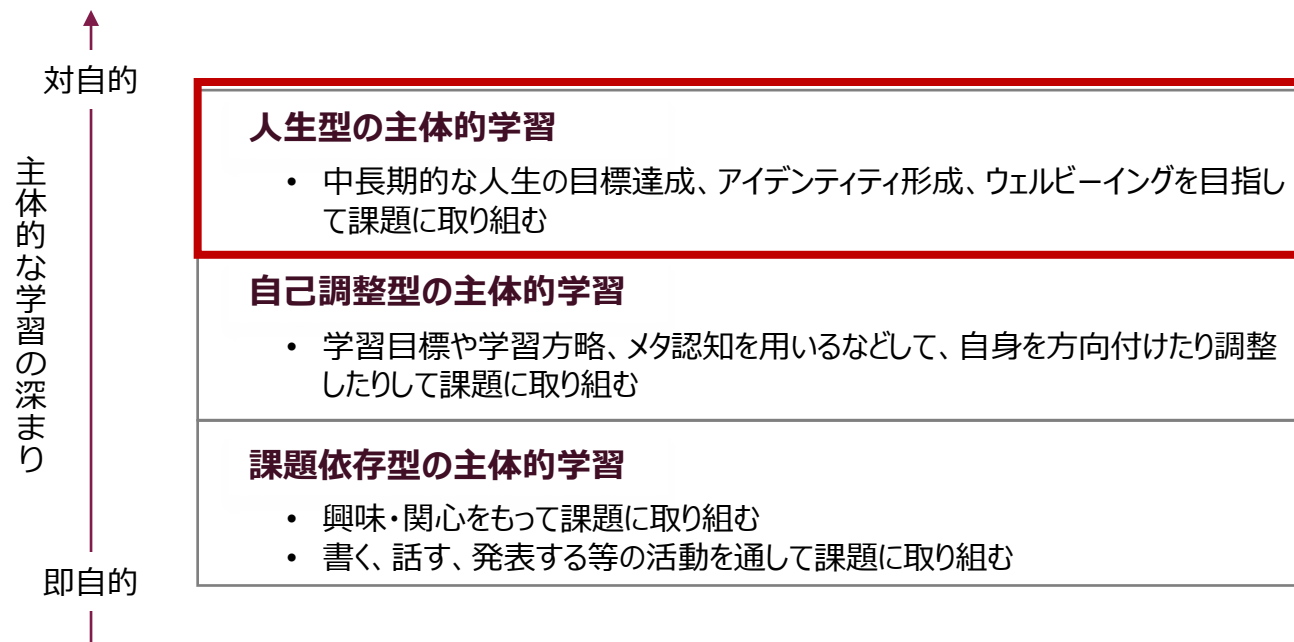 対自的
主体的な学習の深まり
即自的
人生型の主体的学習
• 中長期的な人生の目標達成、アイデンティティ形成、ウェルビーイングを目指し
て課題に取り組む
自己調整型の主体的学習
• 学習目標や学習方略、メタ認知を用いるなどして、自身を方向付けたり調整
したりして課題に取り組む
課題依存型の主体的学習
• 興味・関心をもって課題に取り組む
• 書く、話す、発表する等の活動を通して課題に取り組む